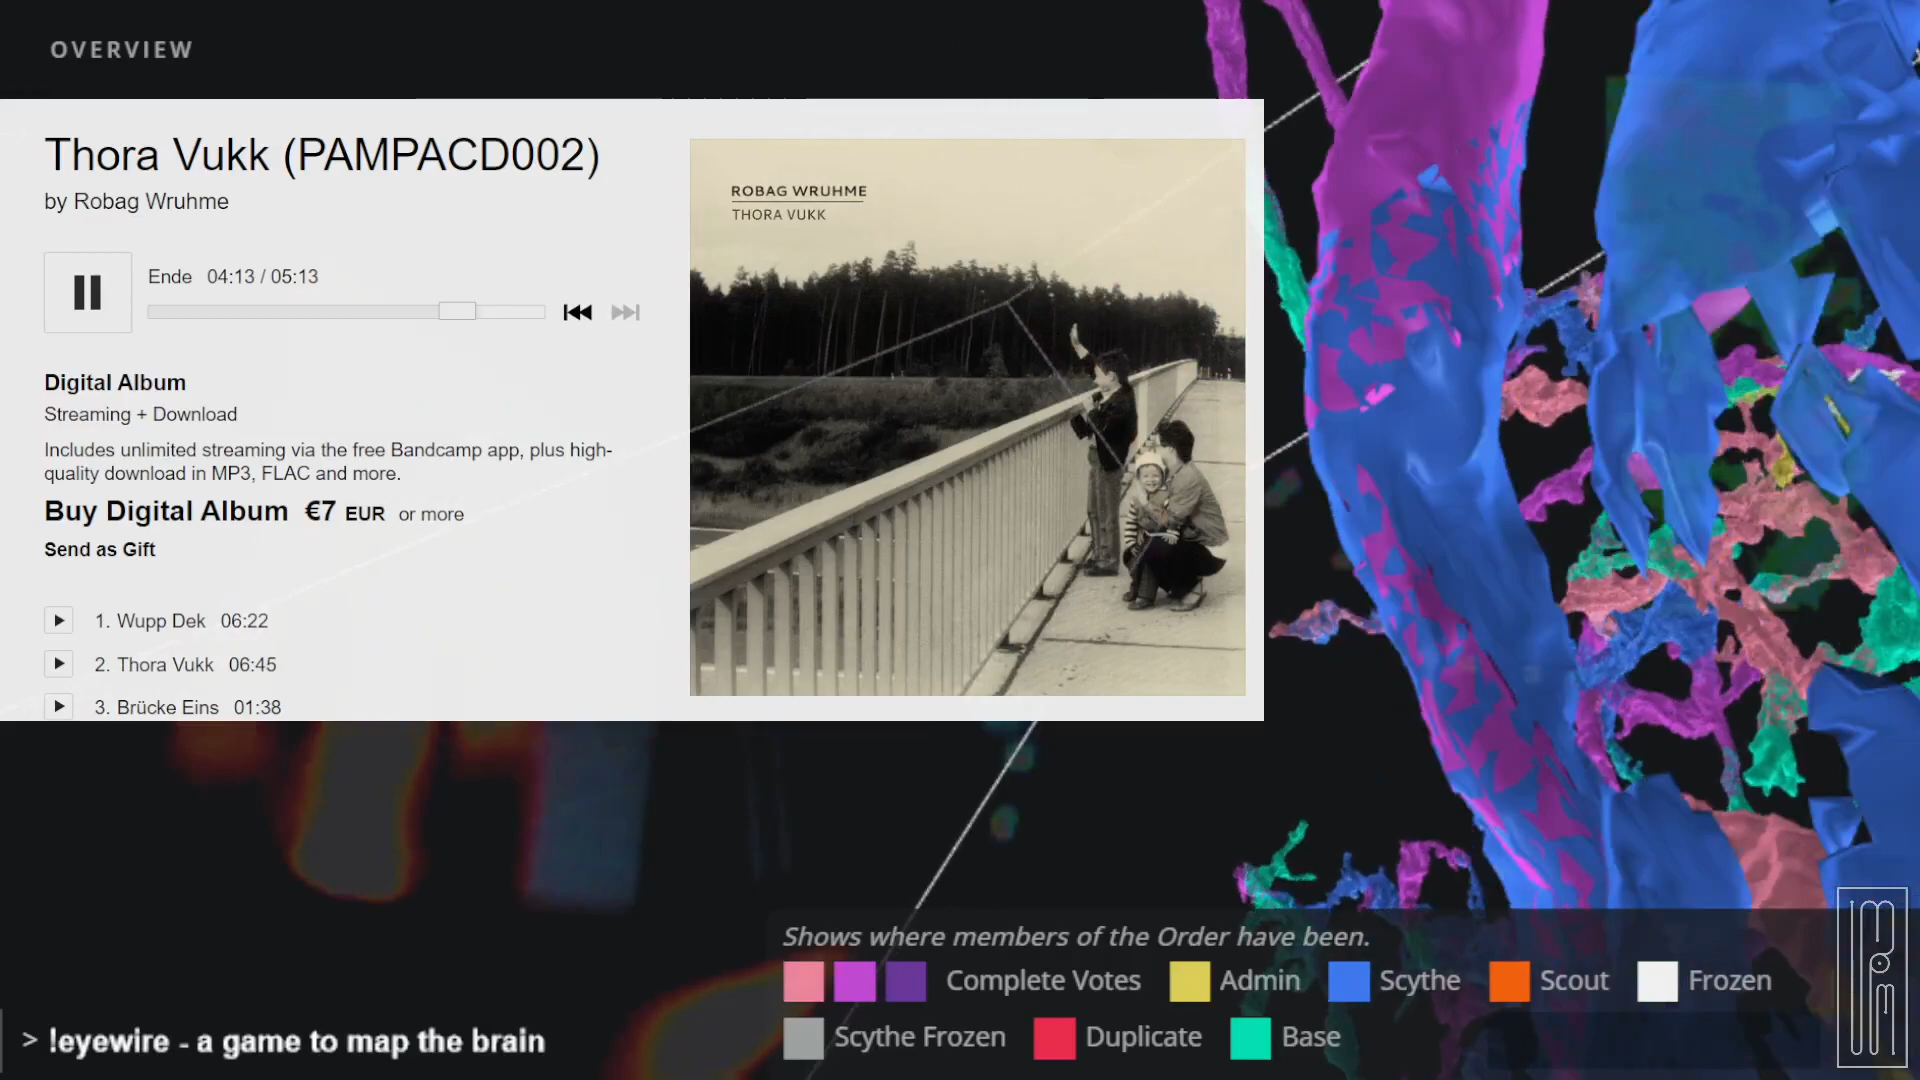 OVERVIEW
Thora Vukk (PAMPACD002)
by Robag Wruhme
Ende 04:13 / 05:13
Digital Album
Streaming + Download
Includes unlimited streaming via the free Bandcamp app, plus high-
quality download in MP3, FLAC and more.
Buy Digital Album €7 EUR or more
Send as Gift
1. Wupp Dek 06:22
2. Thora Vukk 06:45
3. Brücke Eins 01:38
ROBAG WRUHME
THORA VUKK
Shows where members of the Order have been.
Complete Votes Admin Scythe Scout Frozen
Scythe Frozen Duplicate Base
> !eyewire - a game to map the brain